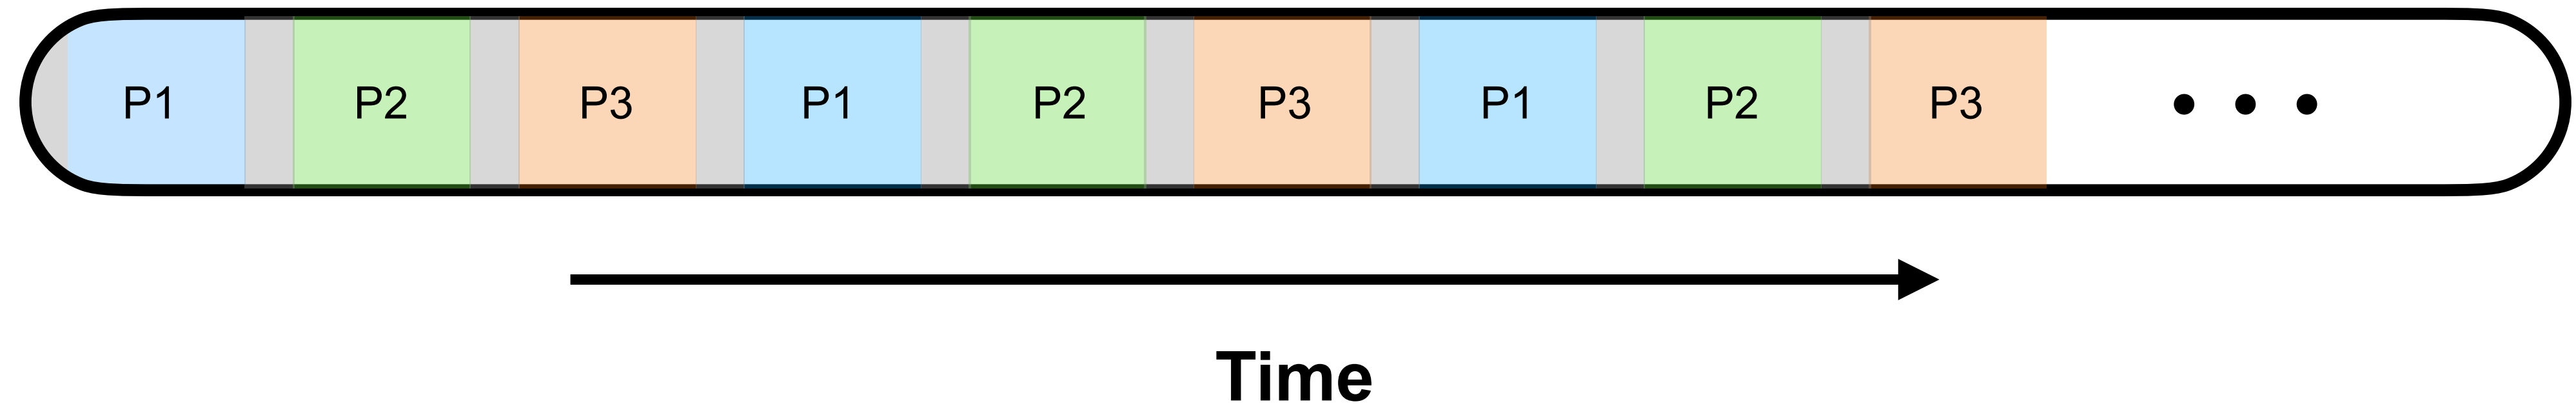 P1 P2 P3 P1 P2 P3 P1 P2 P3 • • •
Time